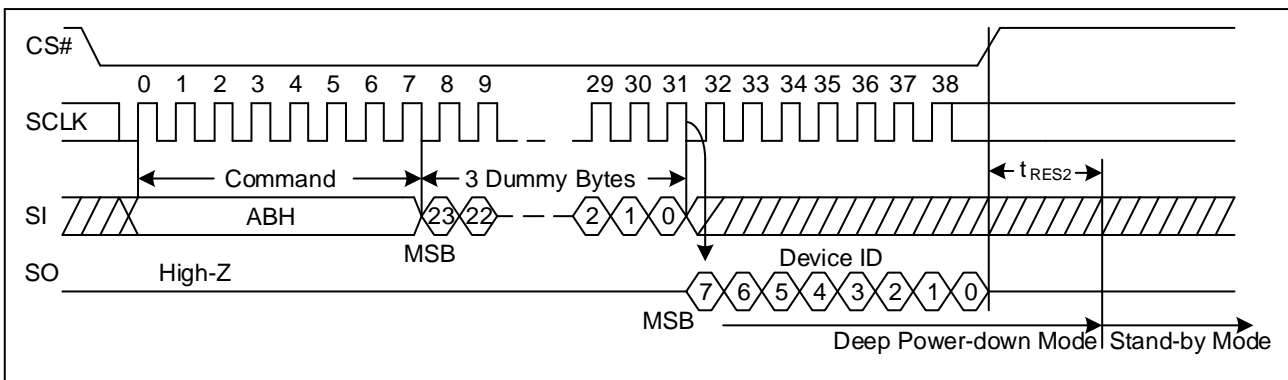 CS#
0 1 2 3 4 5 6 7 8 9 29 30 31 32 33 34 35 36 37 38
SCLK
Command 3 Dummy Bytes tRES2
SI ABH 23 22 2 1 0
MSB
SO High-Z Device ID
7 6 5 4 3 2 1 0
MSB
Deep Power-down Mode Stand-by Mode